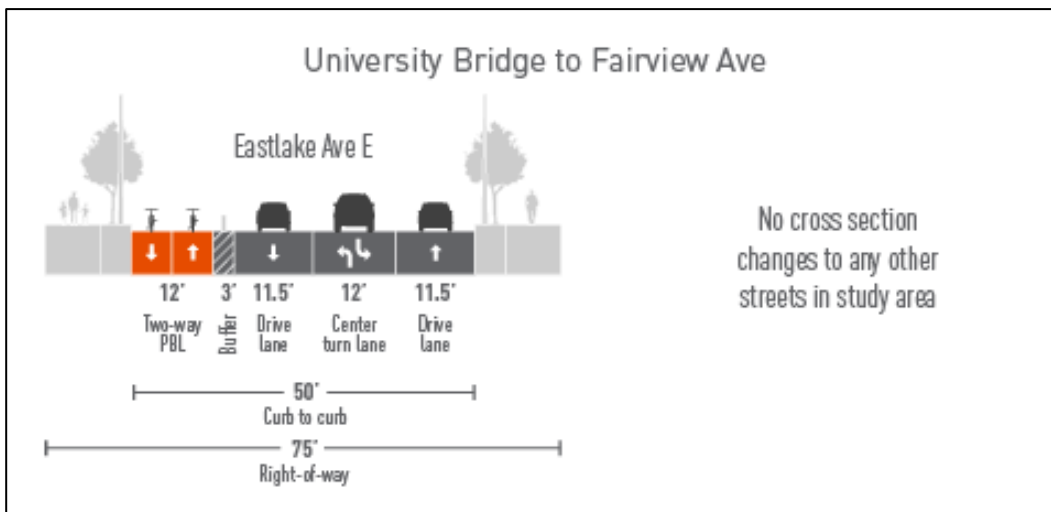 University Bridge to Fairview Ave
Eastlake Ave E
No cross section
changes to any other
streets in study area
12' 3' 11.5' 12' 11.5'
Two-way
PBL
Buffer
Drive
lane
Center
turn lane
Drive
lane
50'
Curb to curb
75'
Right-of-way